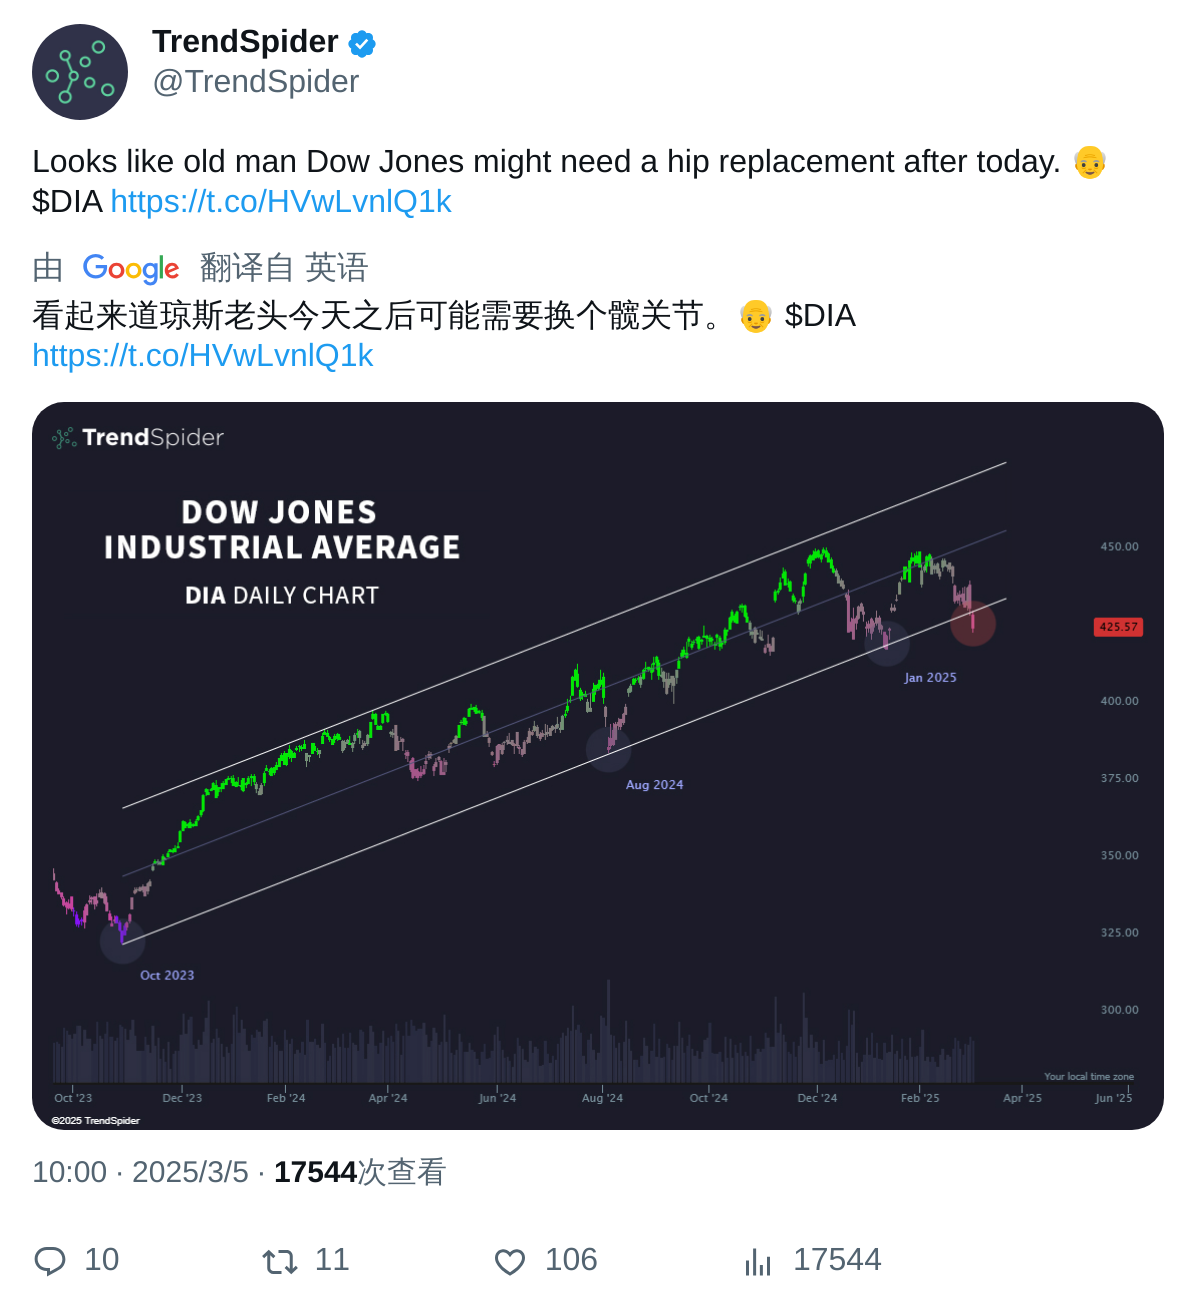 TrendSpider
@TrendSpider
Looks like old man Dow Jones might need a hip replacement after today. 👴
$DIA https://t.co/HVwLvnlQ1k
由 Google 翻译自 英语
看起来道琼斯老头今天之后可能需要换个髋关节。👴 $DIA
https://t.co/HVwLvnlQ1k
TrendSpider
DOW JONES
INDUSTRIAL AVERAGE
DIA DAILY CHART
450.00
425.57
Jan 2025
400.00
375.00
Aug 2024
350.00
325.00
Oct 2023
300.00
Your local time zone
Oct '23 Dec '23 Feb '24 Apr '24 Jun '24 Aug '24 Oct '24 Dec '24 Feb '25 Apr '25 Jun '25
©2025 TrendSpider
10:00 · 2025/3/5 · 17544次查看
10 11 106 17544